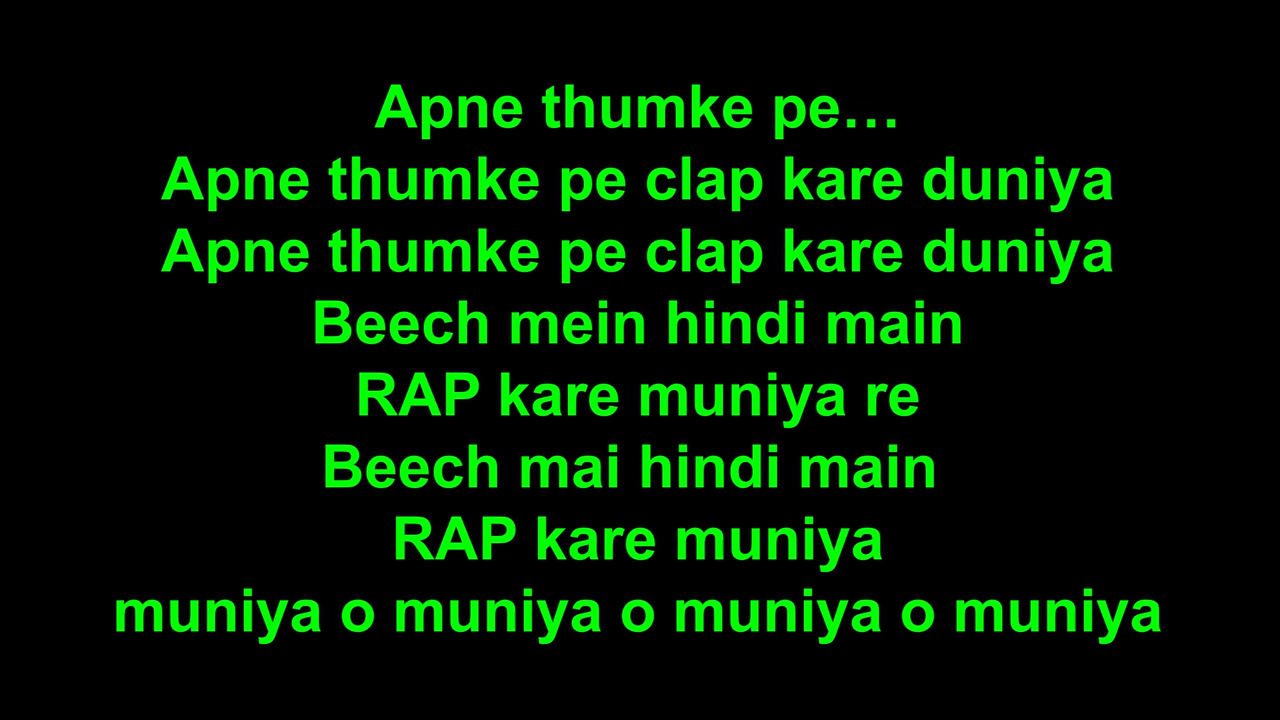 Apne thumke pe…
Apne thumke pe clap kare duniya
Apne thumke pe clap kare duniya
Beech mein hindi main
RAP kare muniya re
Beech mai hindi main
RAP kare muniya
muniya o muniya o muniya o muniya